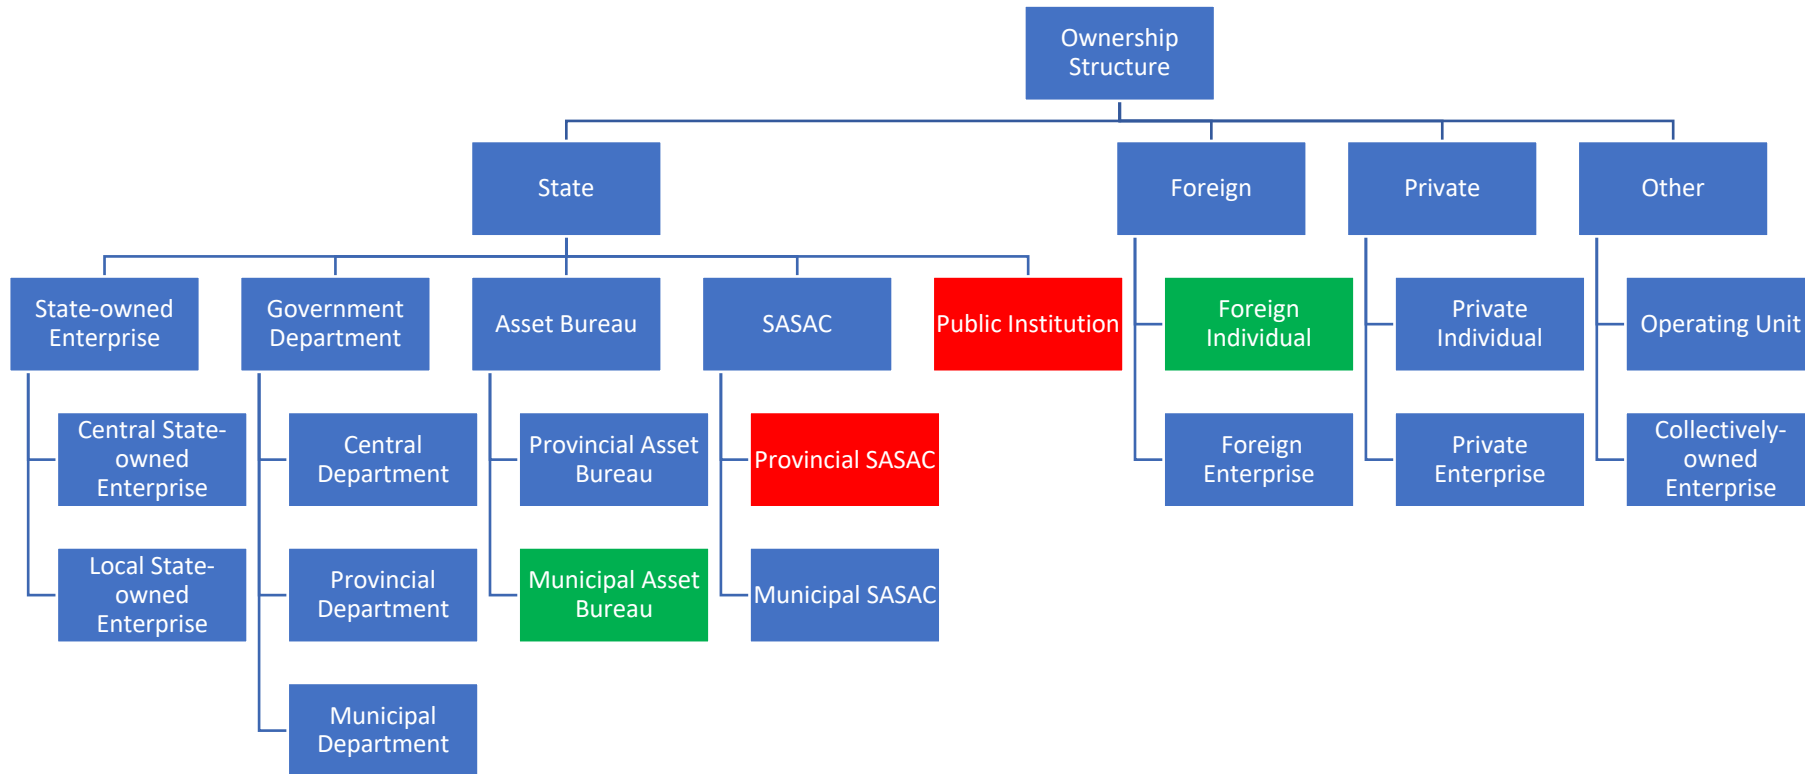 Ownership
Structure
State
Foreign
Private
Other
State-owned
Enterprise
Government
Department
Asset Bureau
SASAC
Public Institution
Foreign
Individual
Private
Individual
Operating Unit
Central State-
owned
Enterprise
Central
Department
Provincial Asset
Bureau
Provincial SASAC
Foreign
Enterprise
Private
Enterprise
Collectively-
owned
Enterprise
Local State-
owned
Enterprise
Provincial
Department
Municipal Asset
Bureau
Municipal SASAC
Municipal
Department